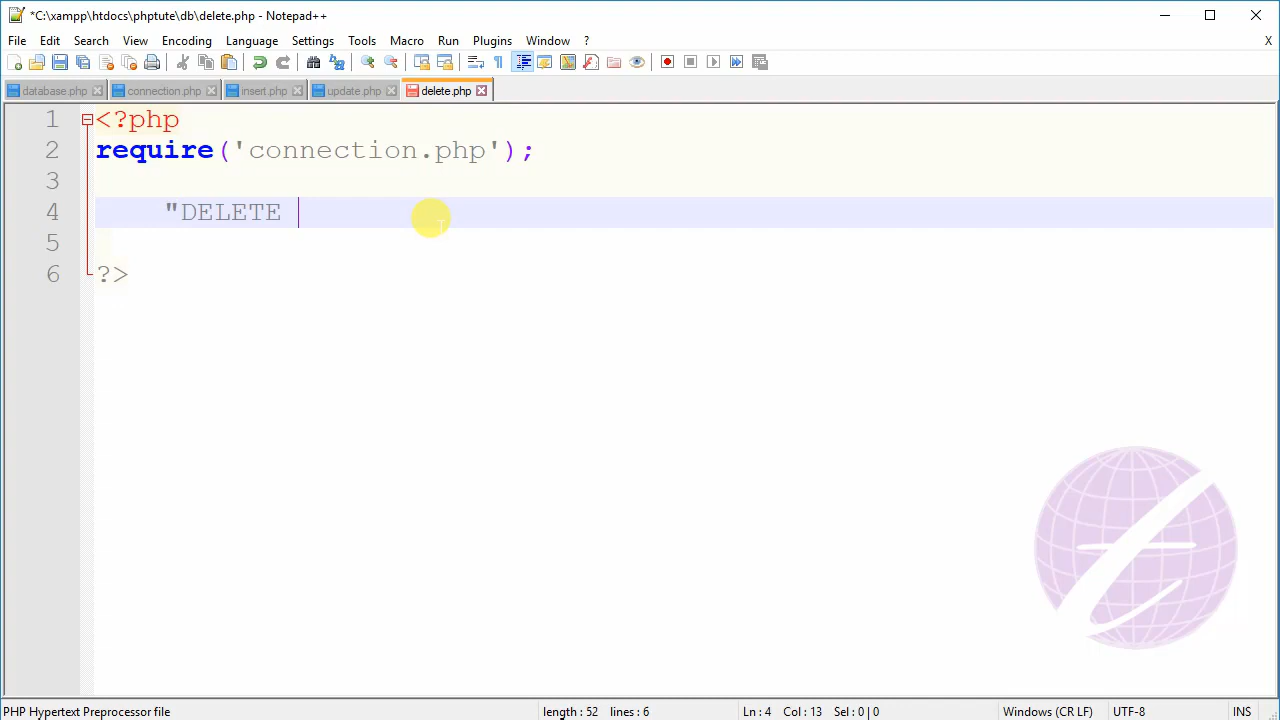 *C:\xampp\htdocs\phptute\db\delete.php - Notepad++
File Edit Search View Encoding Language Settings Tools Macro Run Plugins Window ? X
database.php connection.php insert.php update.php delete.php
1 <?php
2 require('connection.php');
3
4 "DELETE
5
6 ?>
PHP Hypertext Preprocessor file length : 52 lines : 6 Ln : 4 Col : 13 Sel : 0 | 0 Windows (CR LF) UTF-8 INS